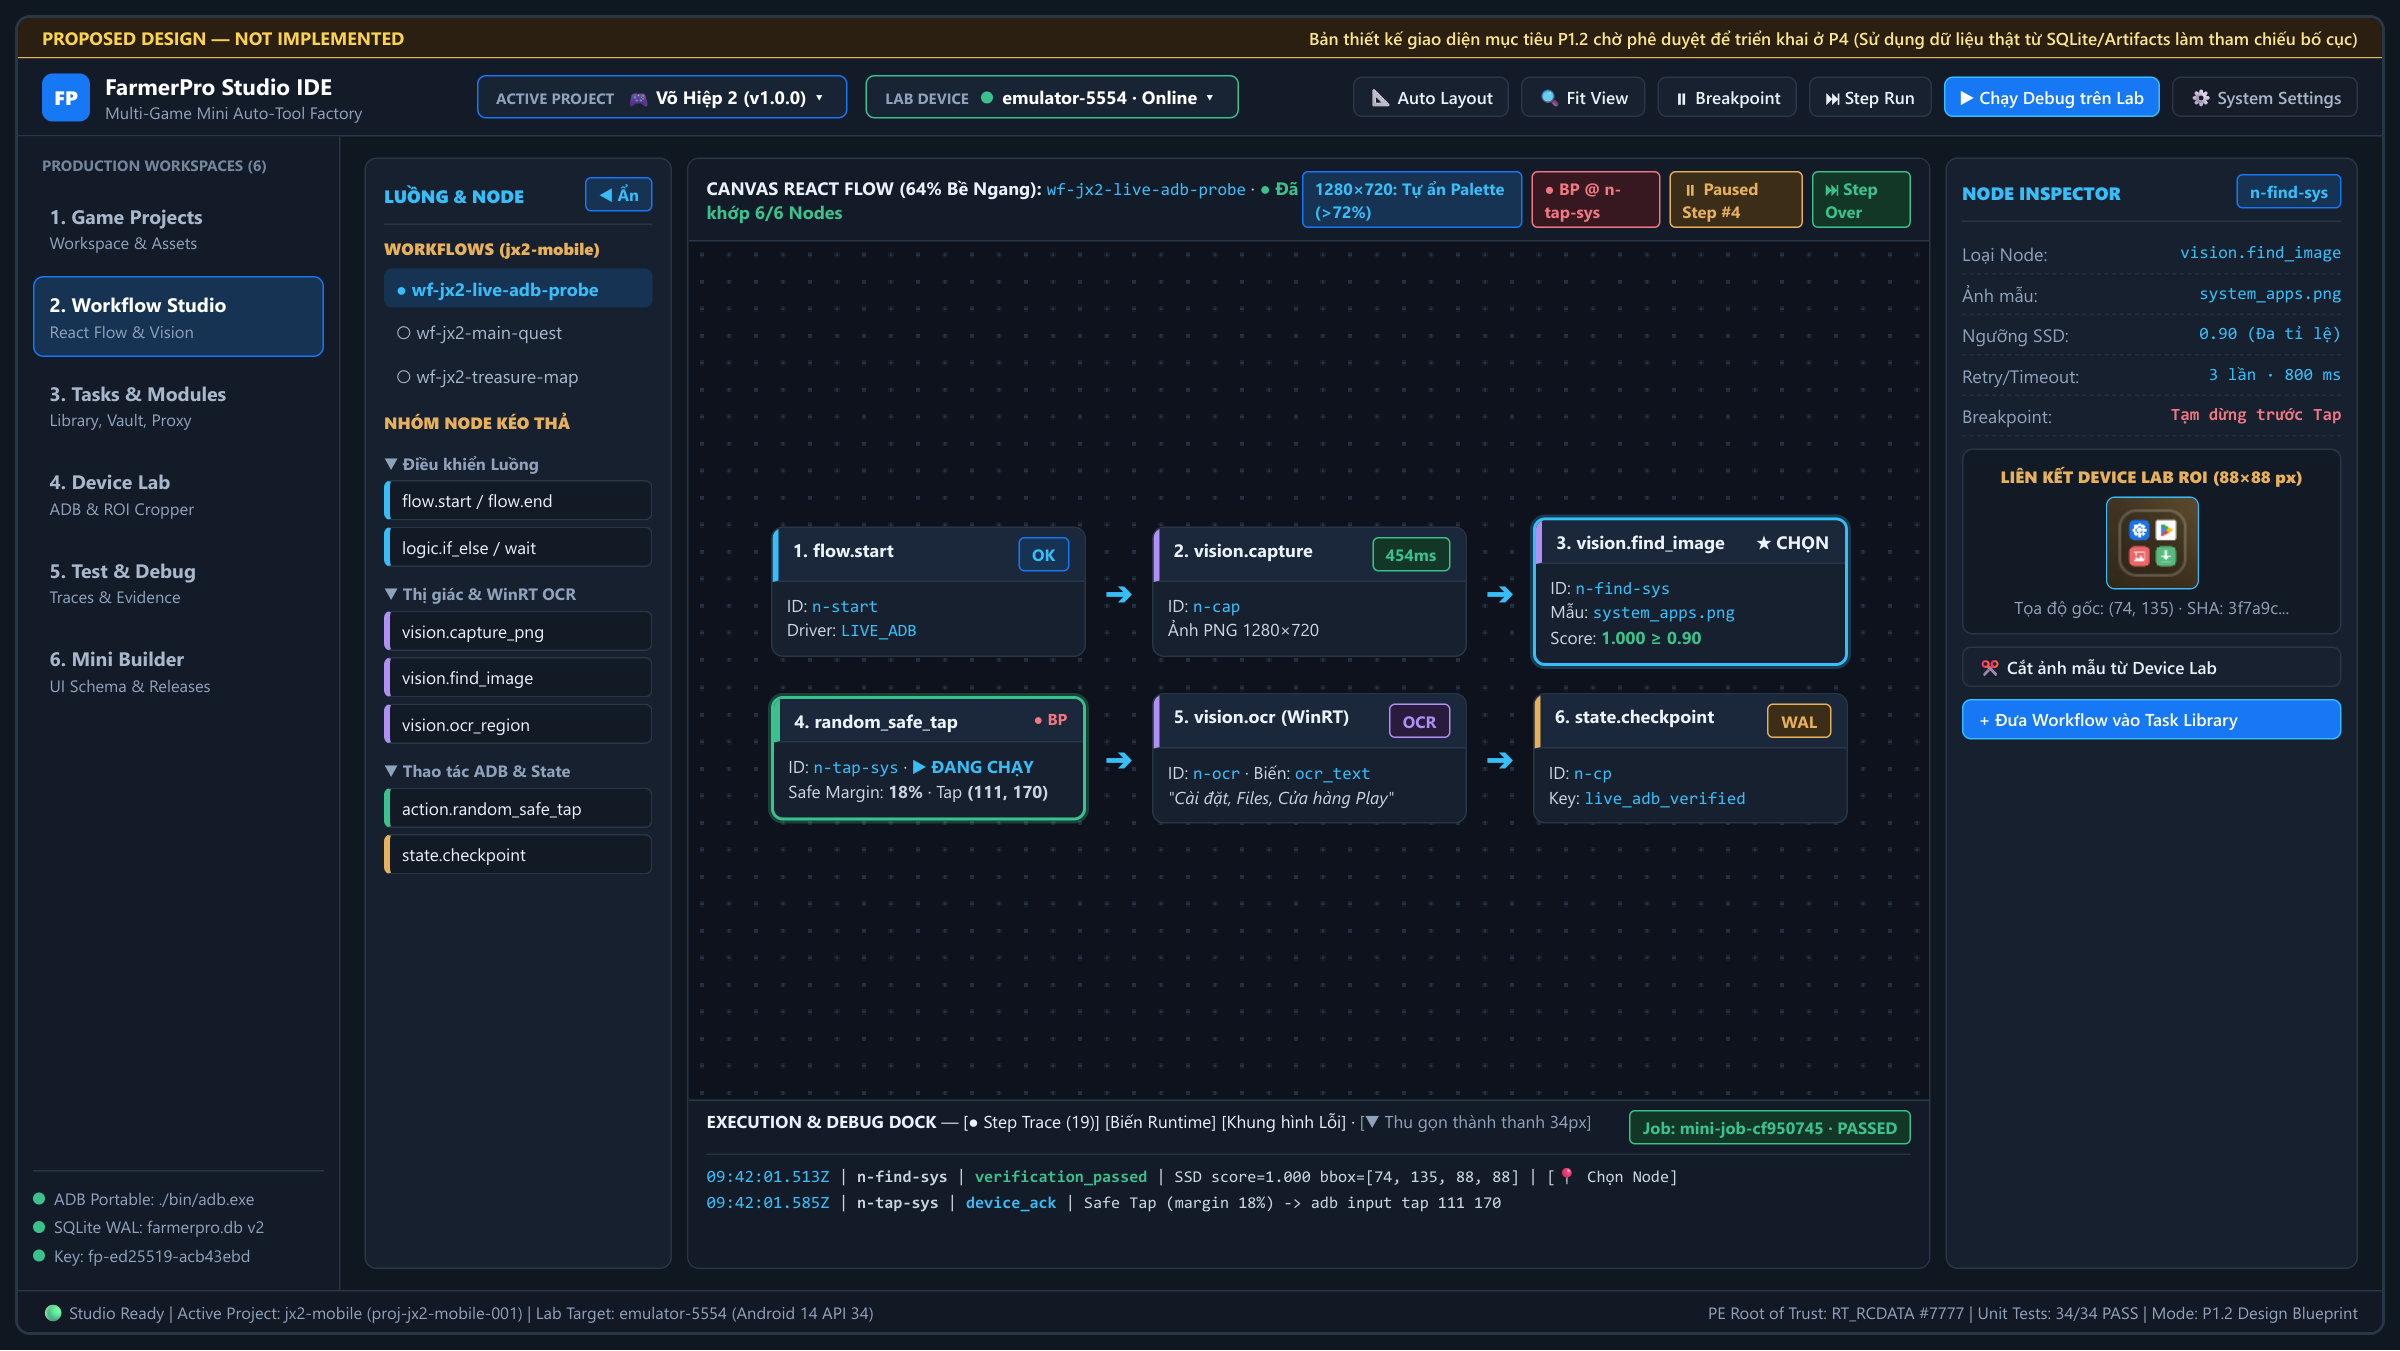 PROPOSED DESIGN — NOT IMPLEMENTED
Bản thiết kế giao diện mục tiêu P1.2 chờ phê duyệt để triển khai ở P4 (Sử dụng dữ liệu thật từ SQLite/Artifacts làm tham chiếu bố cục)
FP
FarmerPro Studio IDE
Multi-Game Mini Auto-Tool Factory
ACTIVE PROJECT 🎮 Võ Hiệp 2 (v1.0.0) ▾
LAB DEVICE ● emulator-5554 · Online ▾
📐 Auto Layout
🔍 Fit View
⏸ Breakpoint
⏭ Step Run
▶ Chạy Debug trên Lab
⚙ System Settings
PRODUCTION WORKSPACES (6)
1. Game Projects
Workspace & Assets
2. Workflow Studio
React Flow & Vision
3. Tasks & Modules
Library, Vault, Proxy
4. Device Lab
ADB & ROI Cropper
5. Test & Debug
Traces & Evidence
6. Mini Builder
UI Schema & Releases
ADB Portable: ./bin/adb.exe
SQLite WAL: farmerpro.db v2
Key: fp-ed25519-acb43ebd
LUỒNG & NODE
◀ Ẩn
WORKFLOWS (jx2-mobile)
● wf-jx2-live-adb-probe
○ wf-jx2-main-quest
○ wf-jx2-treasure-map
NHÓM NODE KÉO THẢ
▼ Điều khiển Luồng
flow.start / flow.end
logic.if_else / wait
▼ Thị giác & WinRT OCR
vision.capture_png
vision.find_image
vision.ocr_region
▼ Thao tác ADB & State
action.random_safe_tap
state.checkpoint
CANVAS REACT FLOW (64% Bề Ngang): wf-jx2-live-adb-probe · ● Đã
khớp 6/6 Nodes
1280×720: Tự ẩn Palette
(>72%)
● BP @ n-
tap-sys
⏸ Paused
Step #4
⏭ Step
Over
1. flow.start
OK
ID: n-start
Driver: LIVE_ADB
➔
2. vision.capture
454ms
ID: n-cap
Ảnh PNG 1280×720
➔
3. vision.find_image
★ CHỌN
ID: n-find-sys
Mẫu: system_apps.png
Score: 1.000 ≥ 0.90
4. random_safe_tap
● BP
ID: n-tap-sys · ▶ ĐANG CHẠY
Safe Margin: 18% · Tap (111, 170)
➔
5. vision.ocr (WinRT)
OCR
ID: n-ocr · Biến: ocr_text
"Cài đặt, Files, Cửa hàng Play"
➔
6. state.checkpoint
WAL
ID: n-cp
Key: live_adb_verified
EXECUTION & DEBUG DOCK — [● Step Trace (19)] [Biến Runtime] [Khung hình Lỗi] · [▼ Thu gọn thành thanh 34px]
Job: mini-job-cf950745 · PASSED
09:42:01.513Z | n-find-sys | verification_passed | SSD score=1.000 bbox=[74, 135, 88, 88] | [📍 Chọn Node]
09:42:01.585Z | n-tap-sys | device_ack | Safe Tap (margin 18%) -> adb input tap 111 170
NODE INSPECTOR
n-find-sys
Loại Node: vision.find_image
Ảnh mẫu: system_apps.png
Ngưỡng SSD: 0.90 (Đa tỉ lệ)
Retry/Timeout: 3 lần · 800 ms
Breakpoint: Tạm dừng trước Tap
LIÊN KẾT DEVICE LAB ROI (88×88 px)
Tọa độ gốc: (74, 135) · SHA: 3f7a9c...
✂ Cắt ảnh mẫu từ Device Lab
+ Đưa Workflow vào Task Library
Studio Ready | Active Project: jx2-mobile (proj-jx2-mobile-001) | Lab Target: emulator-5554 (Android 14 API 34)
PE Root of Trust: RT_RCDATA #7777 | Unit Tests: 34/34 PASS | Mode: P1.2 Design Blueprint